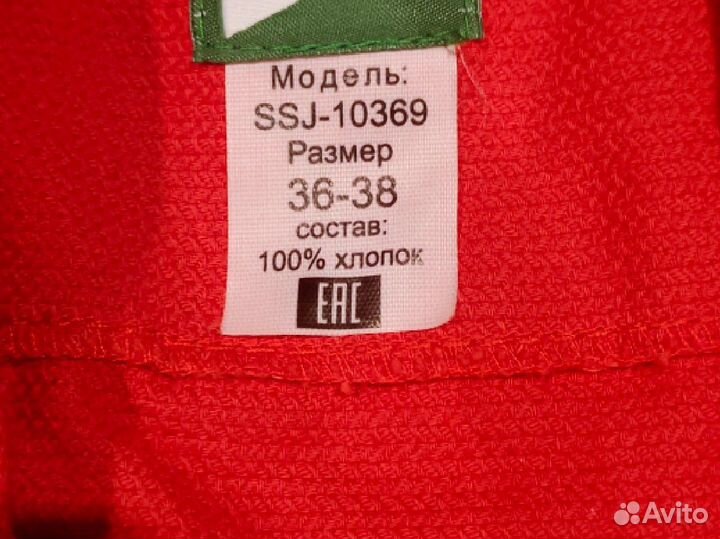 Модель:
SSJ-10369
Размер
36-38
состав:
100% хлопок
EAC
Avito